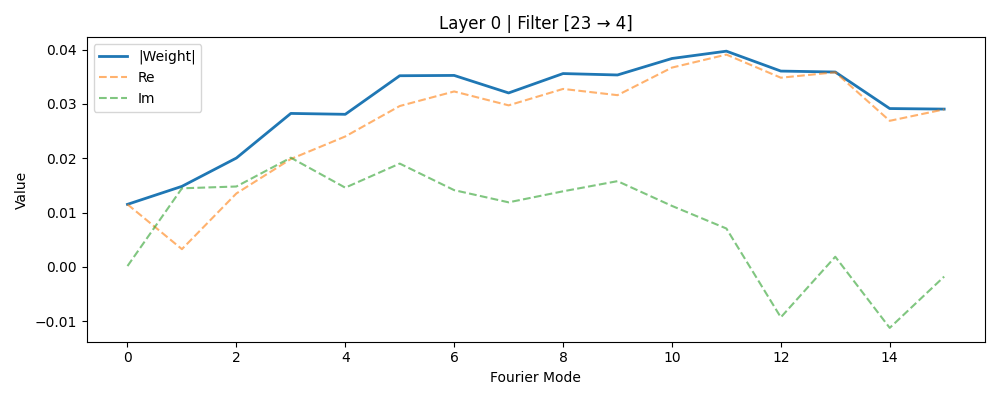 Layer 0 | Filter [23 → 4]
|Weight|
Re
Im
0.04
0.03
0.02
0.01
0.00
−0.01
Value
0 2 4 6 8 10 12 14
Fourier Mode